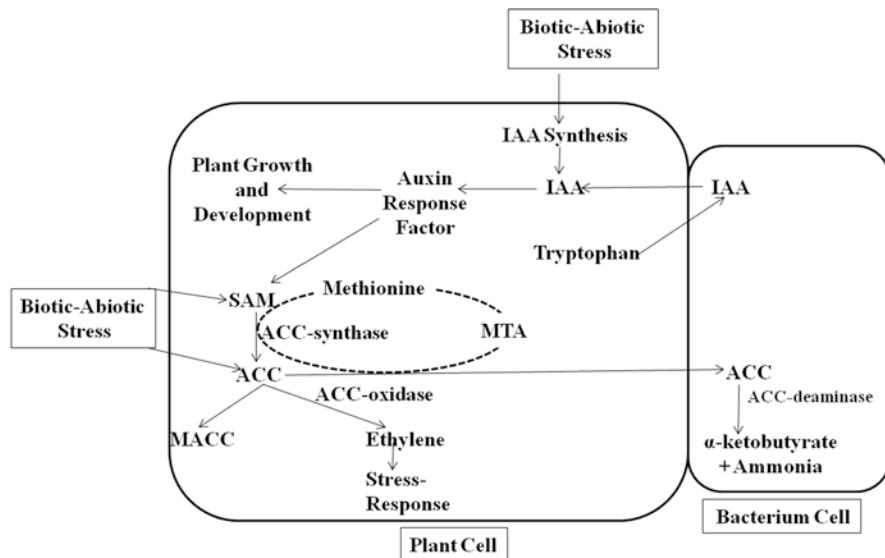 Biotic-Abiotic
Stress
IAA Synthesis
Plant Growth
and
Development
Auxin
Response
Factor
IAA
IAA
Tryptophan
Biotic-Abiotic
Stress
SAM
Methionine
ACC-synthase
MTA
ACC
ACC-oxidase
ACC
ACC-deaminase
MACC
Ethylene
α-ketobutyrate
+ Ammonia
Stress-
Response
Bacterium Cell
Plant Cell